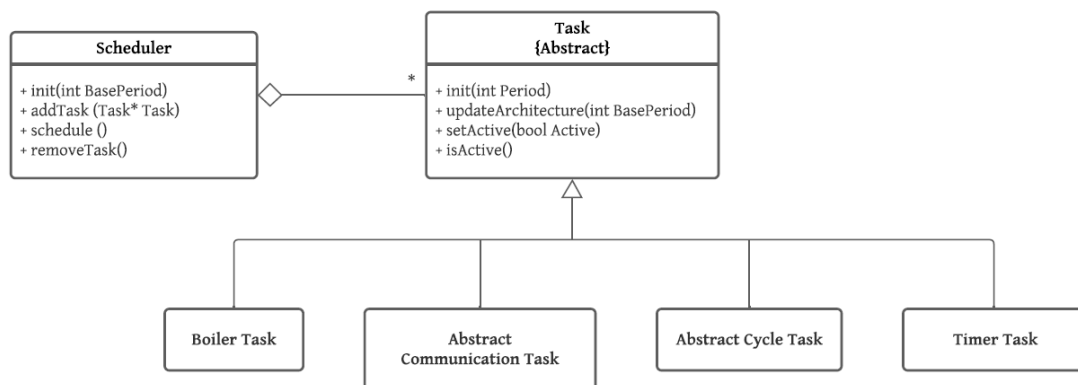 Scheduler
+ init(int BasePeriod)
+ addTask (Task* Task)
+ schedule ()
+ removeTask()
*
Task
{Abstract}
+ init(int Period)
+ updateArchitecture(int BasePeriod)
+ setActive(bool Active)
+ isActive()
Boiler Task
Abstract
Communication Task
Abstract Cycle Task
Timer Task